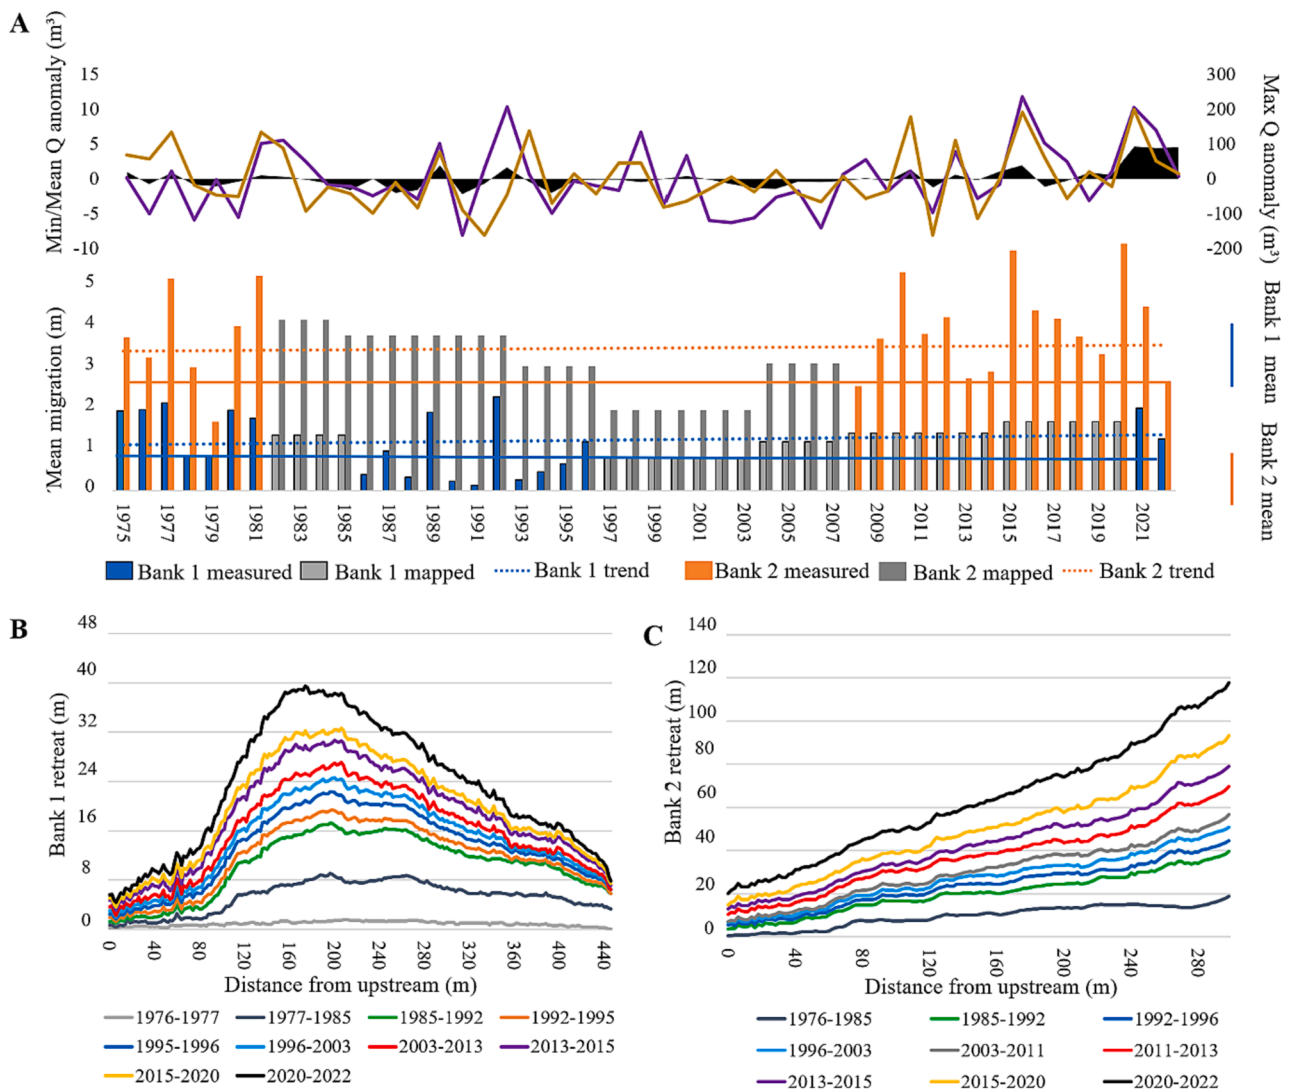 A
Min/Mean Q anomaly (m³)
15
10
5
0
-5
-10
300
200
100
0
-100
-200
Max Q anomaly (m³)
Mean migration (m)
5
4
3
2
1
0
Bank 1 mean
Bank 2 mean
1975 1977 1979 1981 1983 1985 1987 1989 1991 1993 1995 1997 1999 2001 2003 2005 2007 2009 2011 2013 2015 2017 2019 2021
Bank 1 measured Bank 1 mapped Bank 1 trend Bank 2 measured Bank 2 mapped Bank 2 trend
B
Bank 1 retreat (m)
48
40
32
24
16
8
0
0 40 80 120 160 200 240 280 320 360 400 440
Distance from upstream (m)
1976-1977 1977-1985 1985-1992 1992-1995
1995-1996 1996-2003 2003-2013 2013-2015
2015-2020 2020-2022
C
Bank 2 retreat (m)
140
120
100
80
60
40
20
0
0 40 80 120 160 200 240 280
Distance from upstream (m)
1976-1985 1985-1992 1992-1996
1996-2003 2003-2011 2011-2013
2013-2015 2015-2020 2020-2022